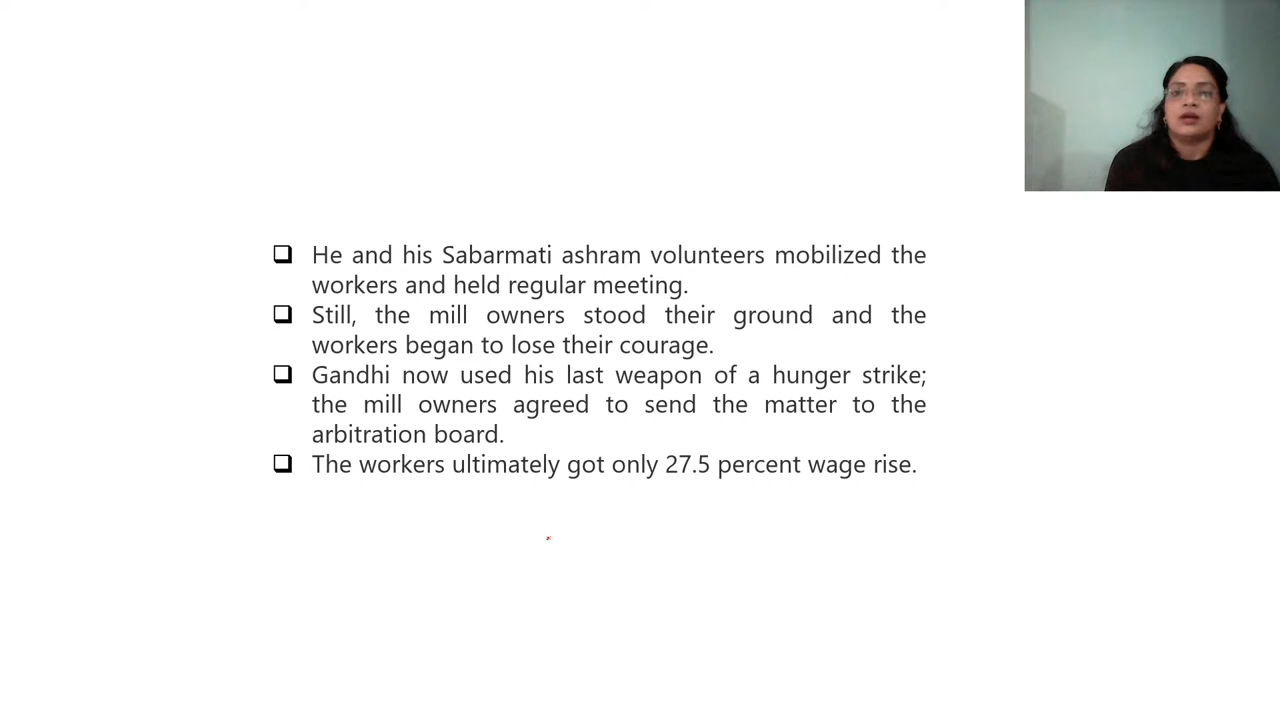 He and his Sabarmati ashram volunteers mobilized the
workers and held regular meeting.
Still, the mill owners stood their ground and the
workers began to lose their courage.
Gandhi now used his last weapon of a hunger strike;
the mill owners agreed to send the matter to the
arbitration board.
The workers ultimately got only 27.5 percent wage rise.